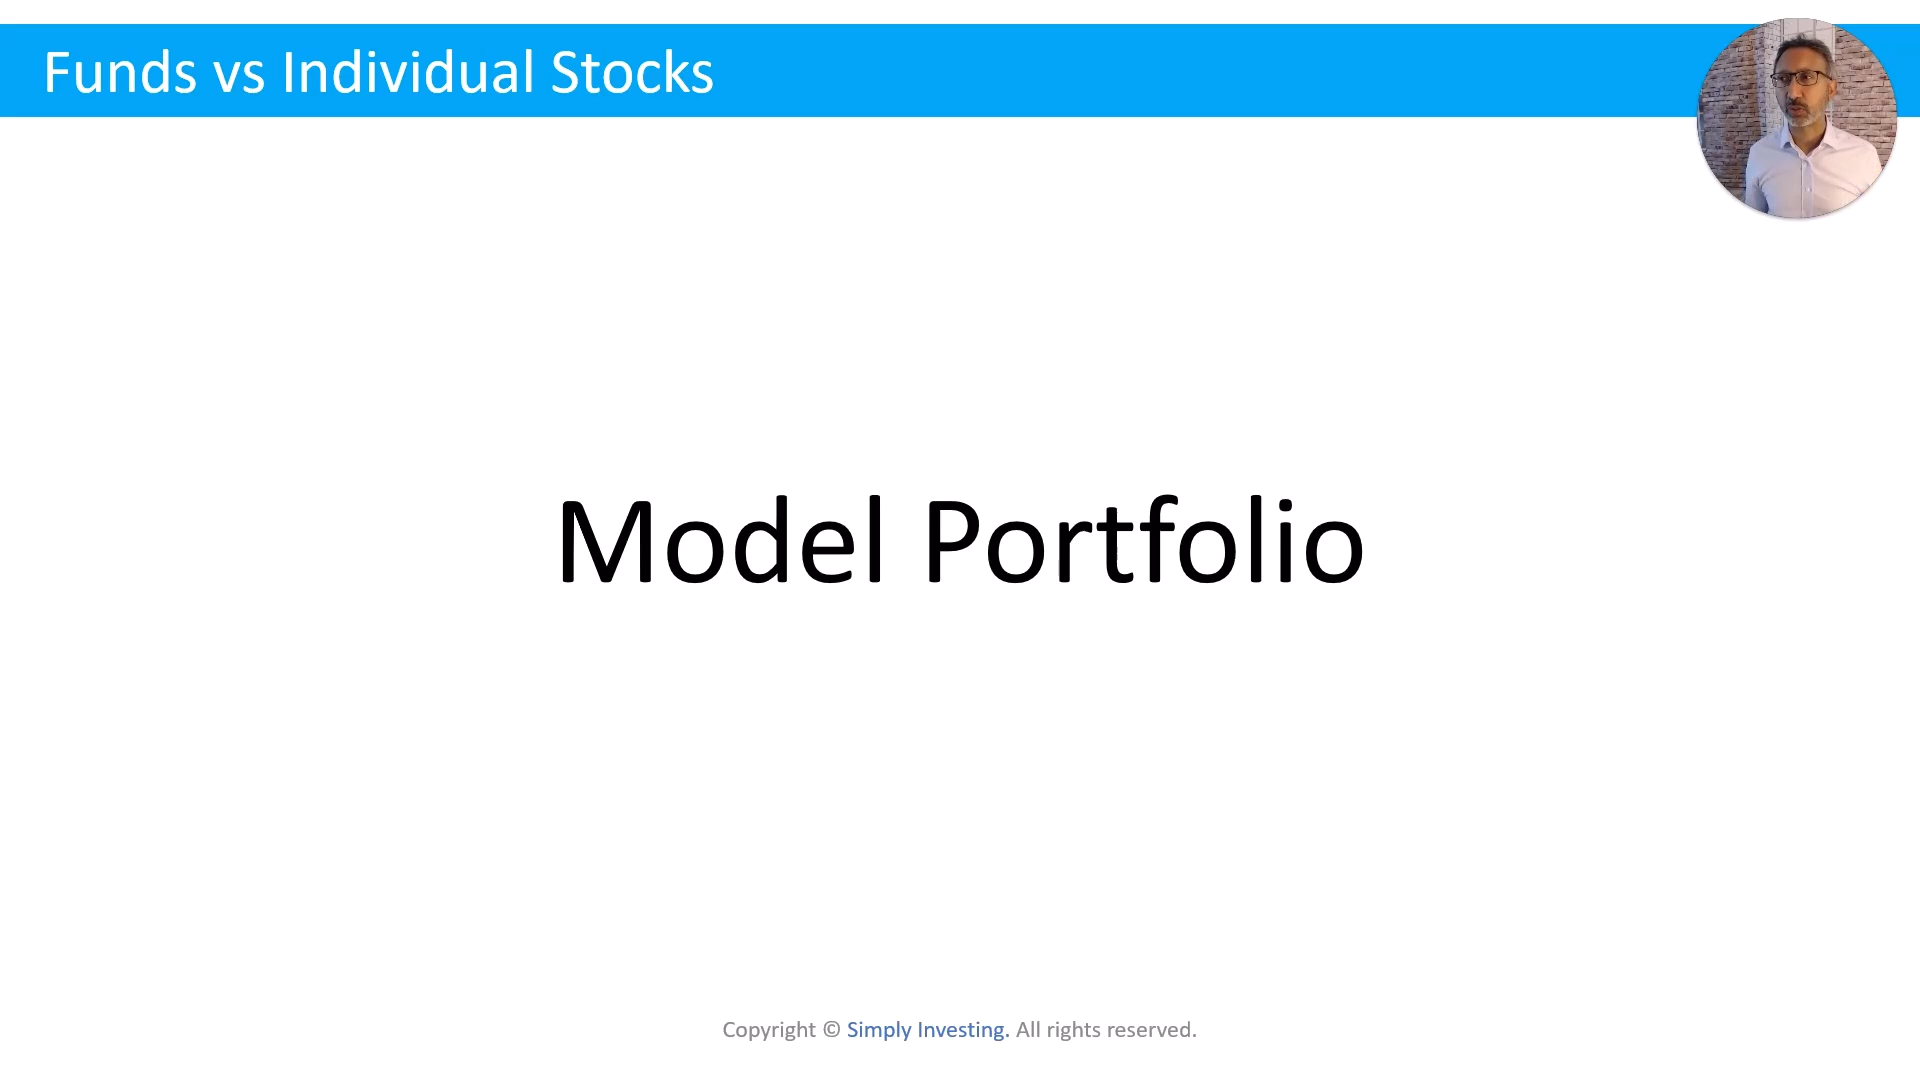 Funds vs Individual Stocks
Model Portfolio
Copyright © Simply Investing. All rights reserved.